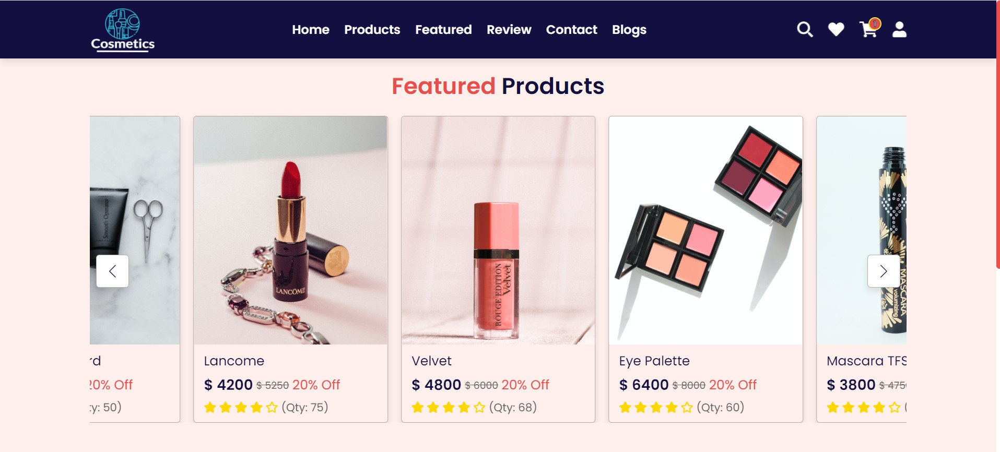 Cosmetics
Home Products Featured Review Contact Blogs
1
Featured Products
Smooth Operator
LANCÔME
ROUGE EDITION
Velvet
MASCARA
volumizing
rd
20% Off
ty: 50)
Lancome
$ 4200 $ 5250 20% Off
(Qty: 75)
Velvet
$ 4800 $ 6000 20% Off
(Qty: 68)
Eye Palette
$ 6400 $ 8000 20% Off
(Qty: 60)
Mascara TFS
$ 3800 $ 475
(